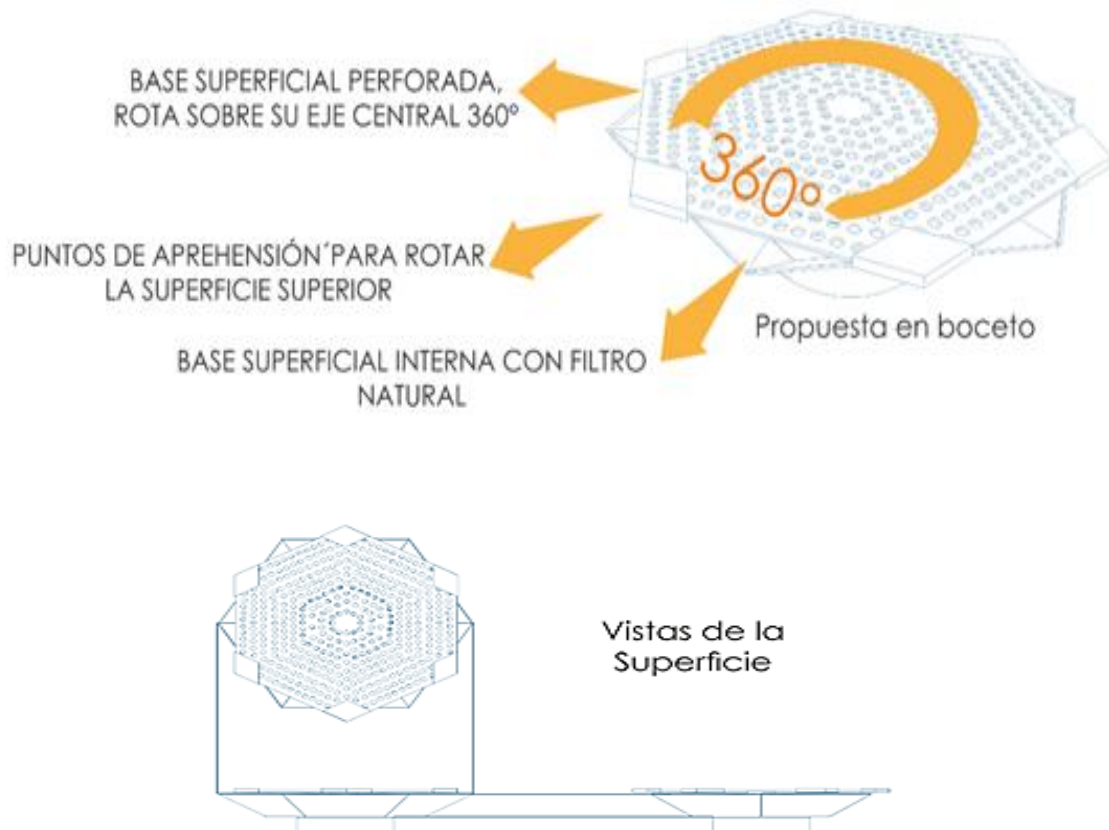 BASE SUPERFICIAL PERFORADA,
ROTA SOBRE SU EJE CENTRAL 360º
360º
PUNTOS DE APREHENSIÓN´PARA ROTAR
LA SUPERFICIE SUPERIOR
Propuesta en boceto
BASE SUPERFICIAL INTERNA CON FILTRO
NATURAL
Vistas de la
Superficie